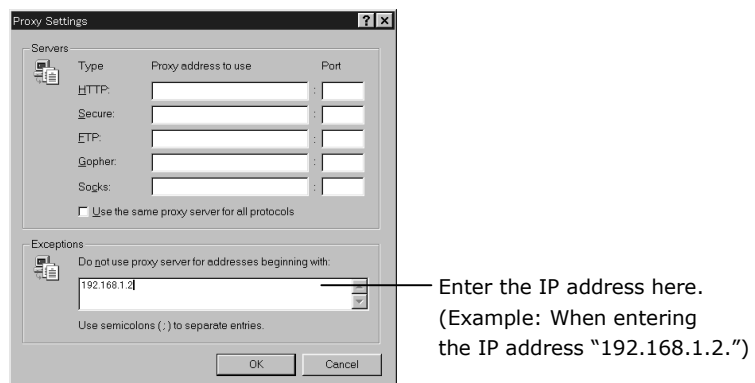 Proxy Settings
Servers
Type Proxy address to use Port
HTTP: :
Secure: :
FTP: :
Gopher: :
Socks: :
Use the same proxy server for all protocols
Exceptions
Do not use proxy server for addresses beginning with:
192.168.1.2
Use semicolons ( ; ) to separate entries.
OK Cancel
Enter the IP address here.
(Example: When entering
the IP address “192.168.1.2.”)